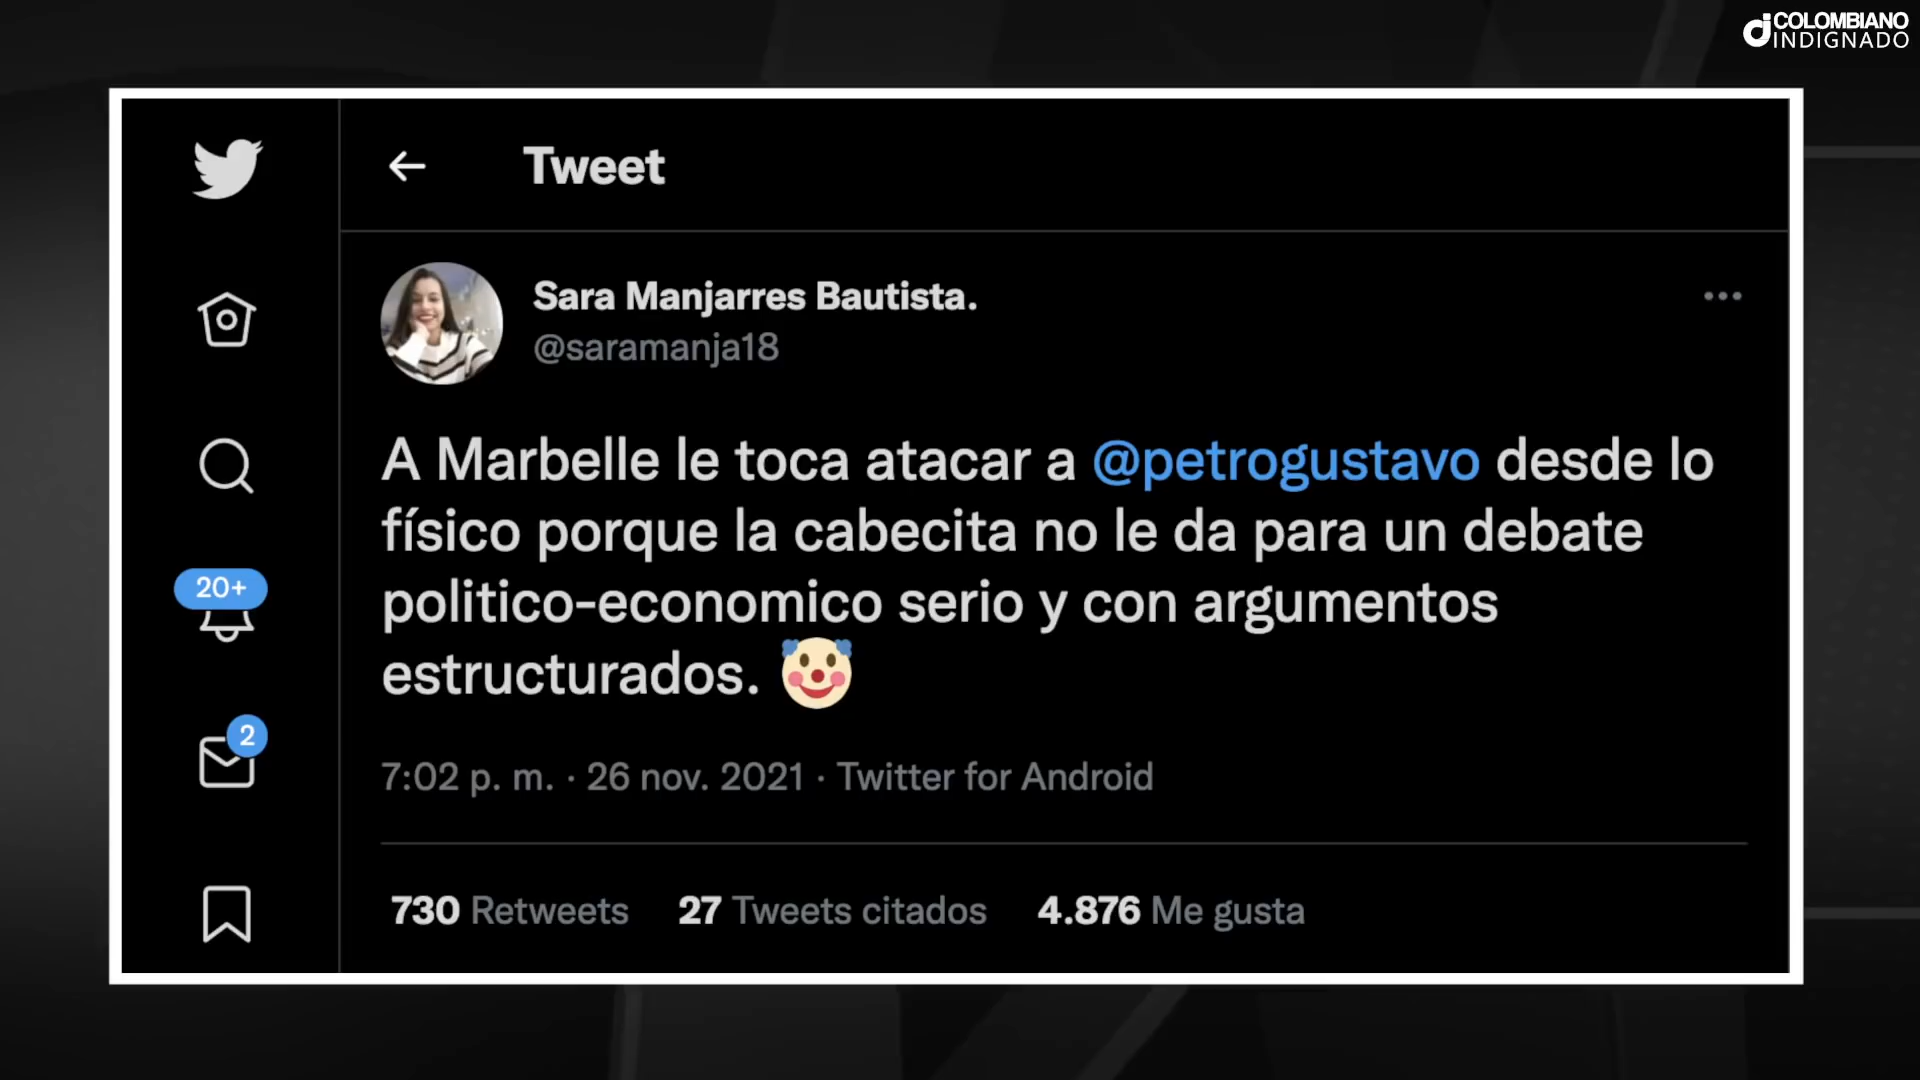 COLOMBIANO
INDIGNADO
Tweet
Sara Manjarres Bautista.
@saramanja18
A Marbelle le toca atacar a @petrogustavo desde lo
físico porque la cabecita no le da para un debate
politico-economico serio y con argumentos
estructurados. 🤡
7:02 p. m. · 26 nov. 2021 · Twitter for Android
730 Retweets 27 Tweets citados 4.876 Me gusta
20+
2